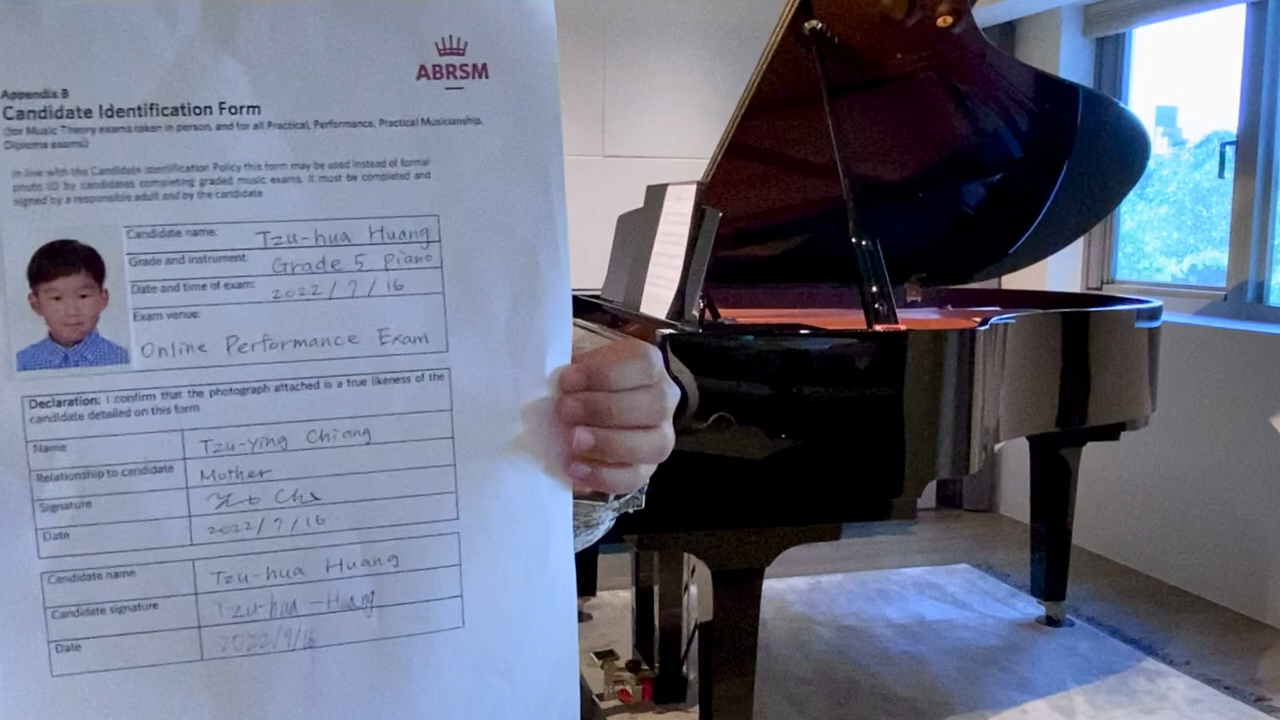 ABRSM
Appendix B
Candidate Identification Form
(for Music Theory exams taken in person, and for all Practical, Performance, Practical Musicianship,
Diploma exams)
In line with the Candidate Identification Policy this form may be used instead of formal
photo ID by candidates completing graded music exams. It must be completed and
signed by a responsible adult and by the candidate
Candidate name: Tzu-hua Huang
Grade and instrument: Grade 5 piano
Date and time of exam: 2022/7/16
Exam venue:
Online Performance Exam
Declaration: I confirm that the photograph attached is a true likeness of the
candidate detailed on this form
Name Tzu-ying Chiang
Relationship to candidate Mother
Signature
Date 2022/7/16
Candidate name Tzu-hua Huang
Candidate signature Tzu-hua-Huang
Date 2022/7/16